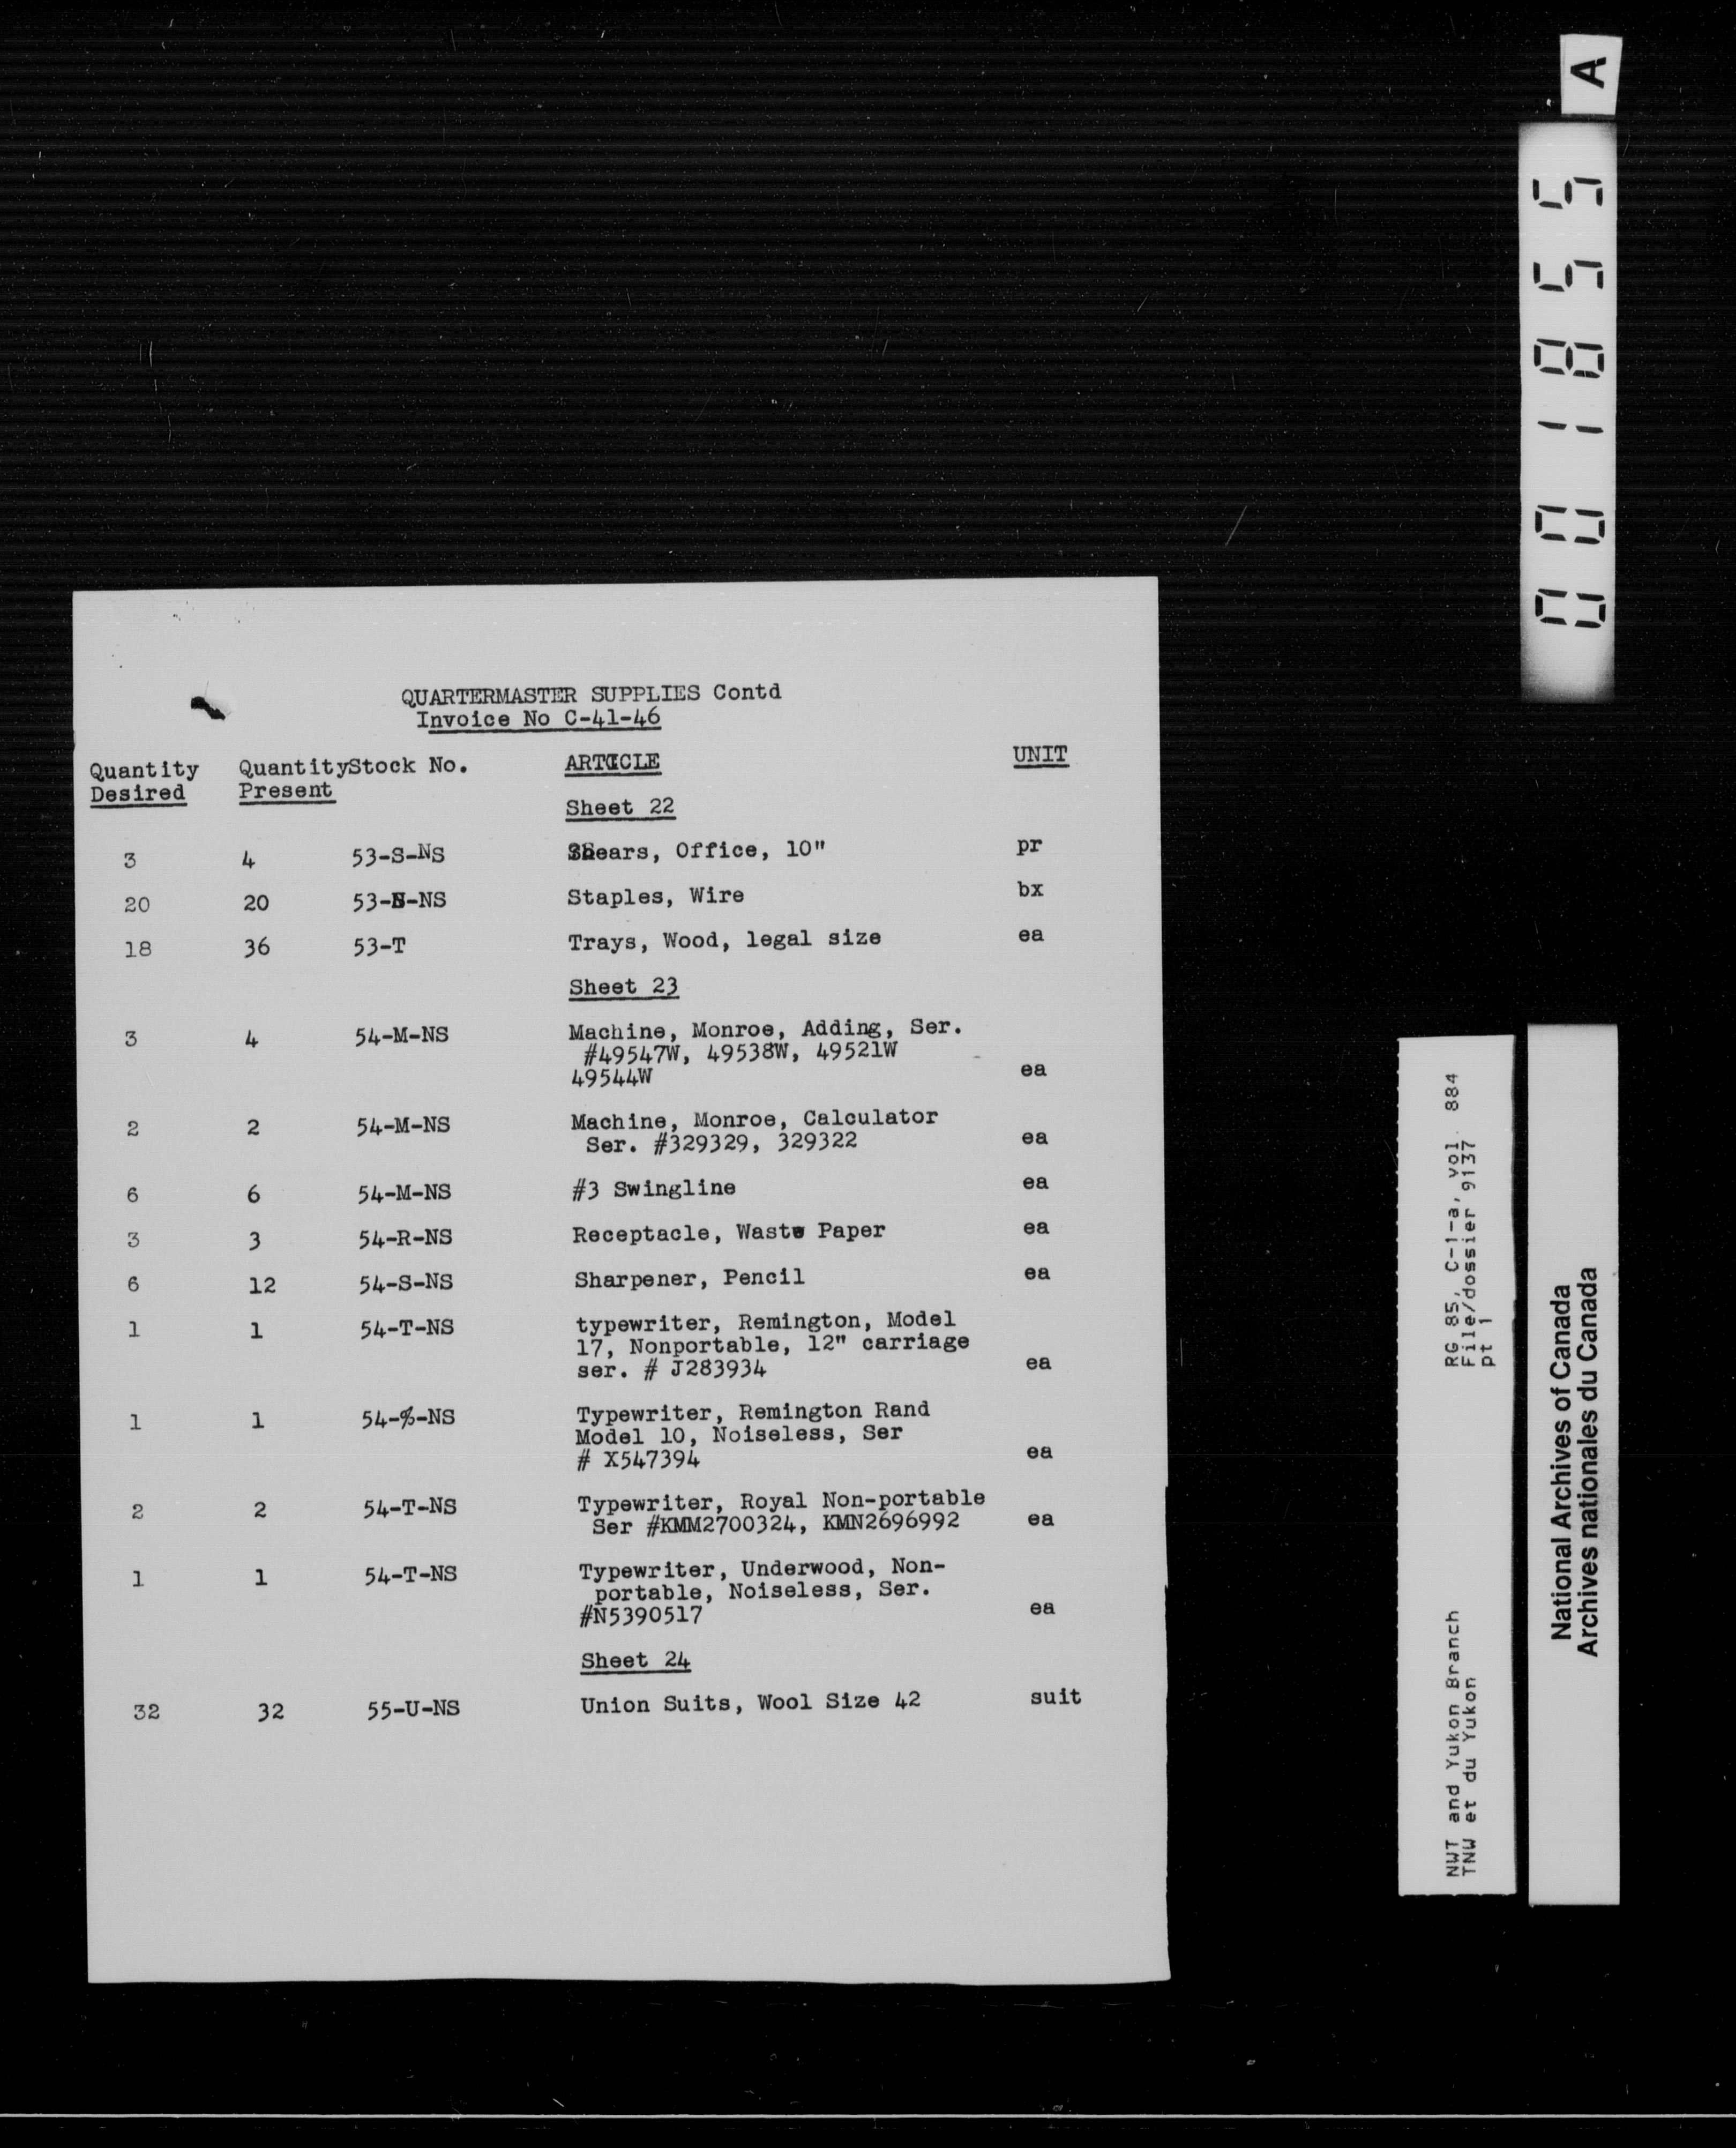 QUARTERMASTER SUPPLIES Contd
Invoice No C-41-46
Quantity Desired Quantity Present Stock No. ARTICLE UNIT
Sheet 22
3 4 53-S-NS Shears, Office, 10" pr
20 20 53-S-NS Staples, Wire bx
18 36 53-T Trays, Wood, legal size ea
Sheet 23
3 4 54-M-NS Machine, Monroe, Adding, Ser.
#49547W, 49538W, 49521W
49544W ea
2 2 54-M-NS Machine, Monroe, Calculator
Ser. #329329, 329322 ea
6 6 54-M-NS #3 Swingline ea
3 3 54-R-NS Receptacle, Waste Paper ea
6 12 54-S-NS Sharpener, Pencil ea
1 1 54-T-NS typewriter, Remington, Model
17, Nonportable, 12" carriage
ser. # J283934 ea
1 1 54-%-NS Typewriter, Remington Rand
Model 10, Noiseless, Ser
# X547394 ea
2 2 54-T-NS Typewriter, Royal Non-portable
Ser #KMM2700324, KMN2696992 ea
1 1 54-T-NS Typewriter, Underwood, Non-
portable, Noiseless, Ser.
#N5390517 ea
Sheet 24
32 32 55-U-NS Union Suits, Wool Size 42 suit
001855 A
NWT and Yukon Branch RG 85, C-1-a, vol. 884
TNW et du Yukon File/dossier 9137
pt 1
National Archives of Canada
Archives nationales du Canada